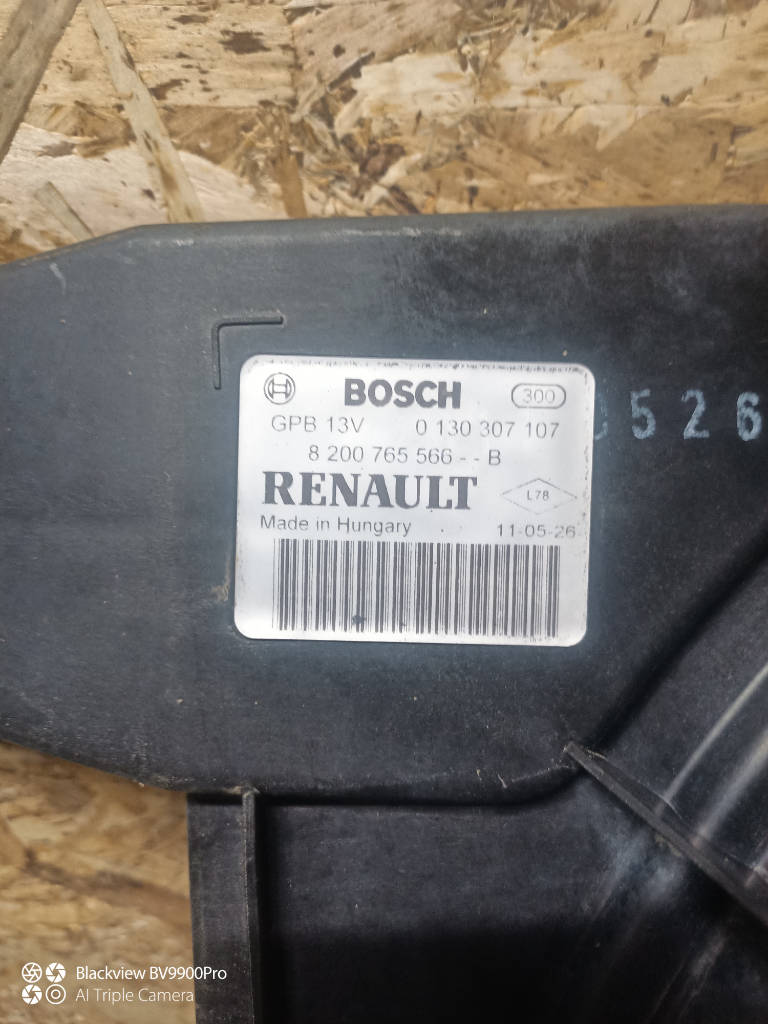 BOSCH 300
GPB 13V 0 130 307 107
8 200 765 566 - - B
RENAULT L78
Made in Hungary 11-05-26
526
Blackview BV9900Pro
AI Triple Camera